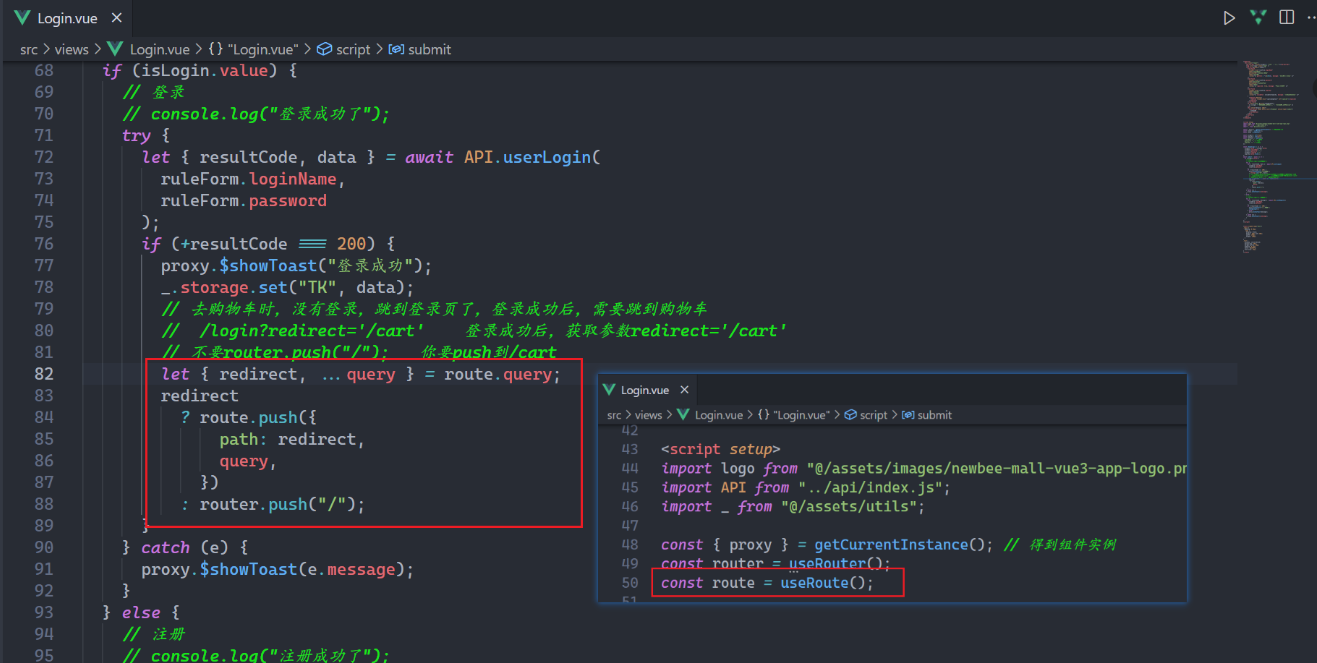 Login.vue
src > views > Login.vue > {} "Login.vue" > script > submit
68 if (isLogin.value) {
69 // 登录
70 // console.log("登录成功了");
71 try {
72 let { resultCode, data } = await API.userLogin(
73 ruleForm.loginName,
74 ruleForm.password
75 );
76 if (+resultCode === 200) {
77 proxy.$showToast("登录成功");
78 _.storage.set("TK", data);
79 // 去购物车时, 没有登录, 跳到登录页了, 登录成功后, 需要跳到购物车
80 // /login?redirect='/cart' 登录成功后, 获取参数redirect='/cart'
81 // 不要router.push("/"); 你要push到/cart
82 let { redirect, ...query } = route.query;
83 redirect
84 ? route.push({
85 path: redirect,
86 query,
87 })
88 : router.push("/");
89 }
90 } catch (e) {
91 proxy.$showToast(e.message);
92 }
93 } else {
94 // 注册
95 // console.log("注册成功了");
Login.vue
src > views > Login.vue > {} "Login.vue" > script > submit
42
43 <script setup>
44 import logo from "@/assets/images/newbee-mall-vue3-app-logo.pn
45 import API from "../api/index.js";
46 import _ from "@/assets/utils";
47
48 const { proxy } = getCurrentInstance(); // 得到组件实例
49 const router = useRouter();
50 const route = useRoute();
51